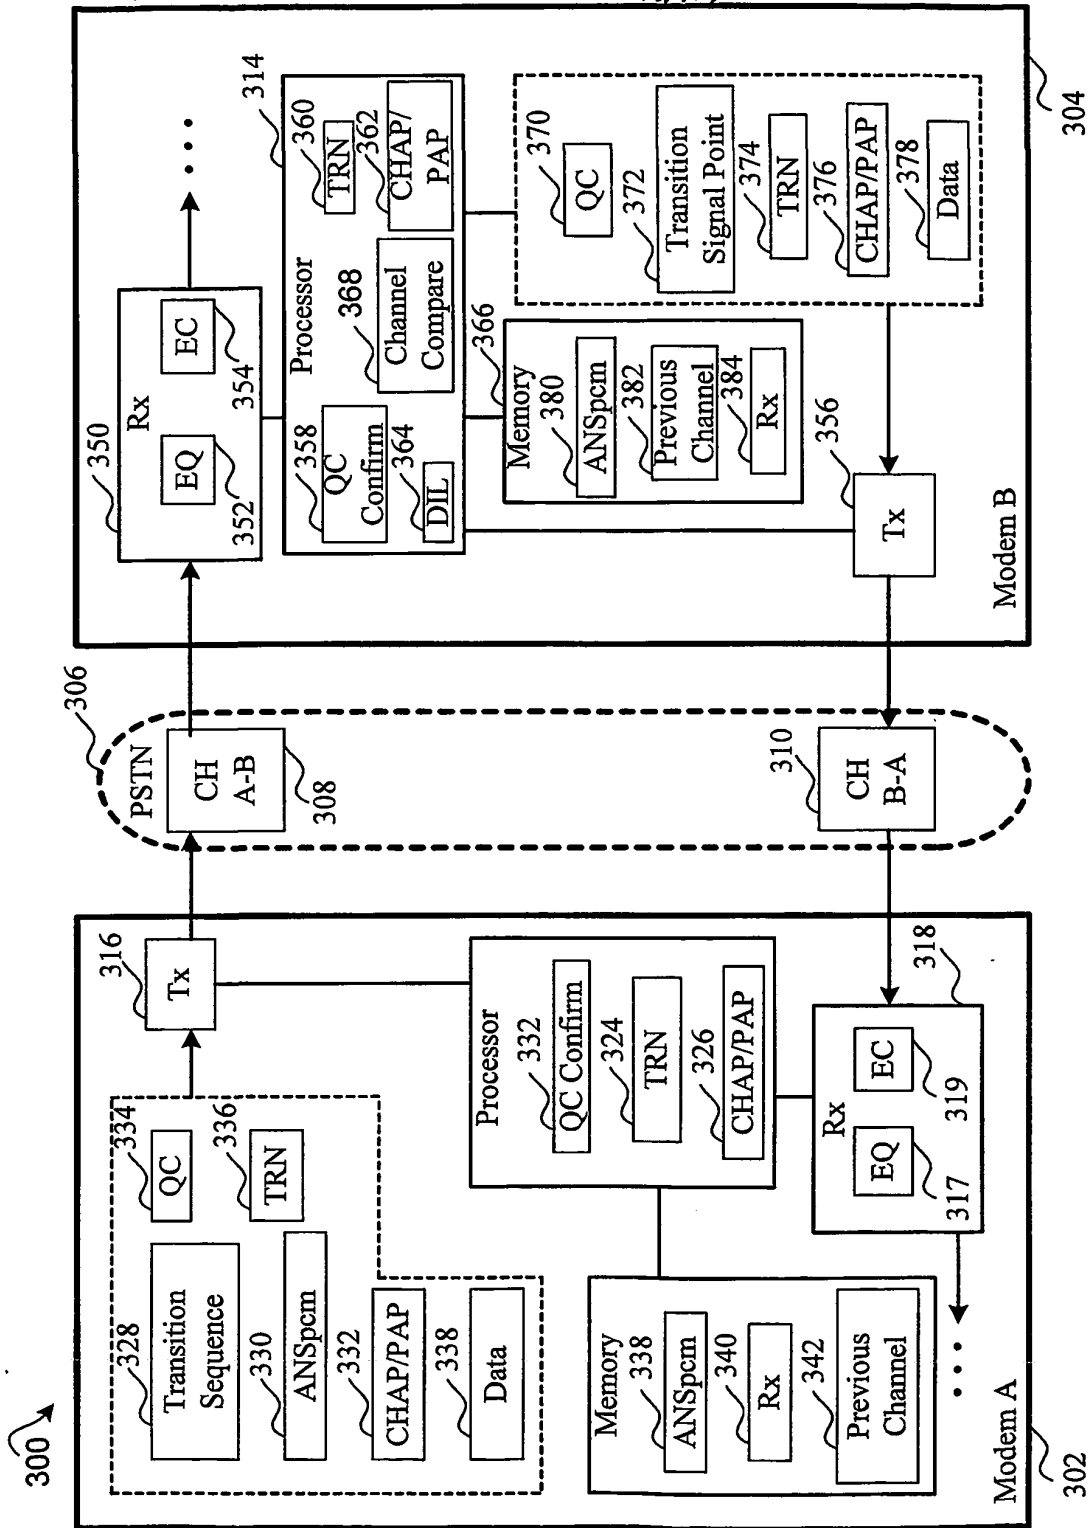 300
328
Transition
Sequence
334
QC
330
ANSpcm
336
TRN
332
CHAP/PAP
338
Data
316
Tx
Processor
332
QC Confirm
324
TRN
326
CHAP/PAP
Memory
338
ANSpcm
340
Rx
342
Previous
Channel
318
Rx
EQ
317
EC
319
Modem A
302
306
PSTN
CH
A-B
308
310
CH
B-A
350
Rx
EQ
352
EC
354
314
Processor
358
QC
Confirm
364
DIL
368
Channel
Compare
360
TRN
362
CHAP/
PAP
366
Memory
380
ANSpcm
382
Previous
Channel
384
Rx
370
QC
372
Transition
Signal Point
374
TRN
376
CHAP/PAP
378
Data
356
Tx
Modem B
304